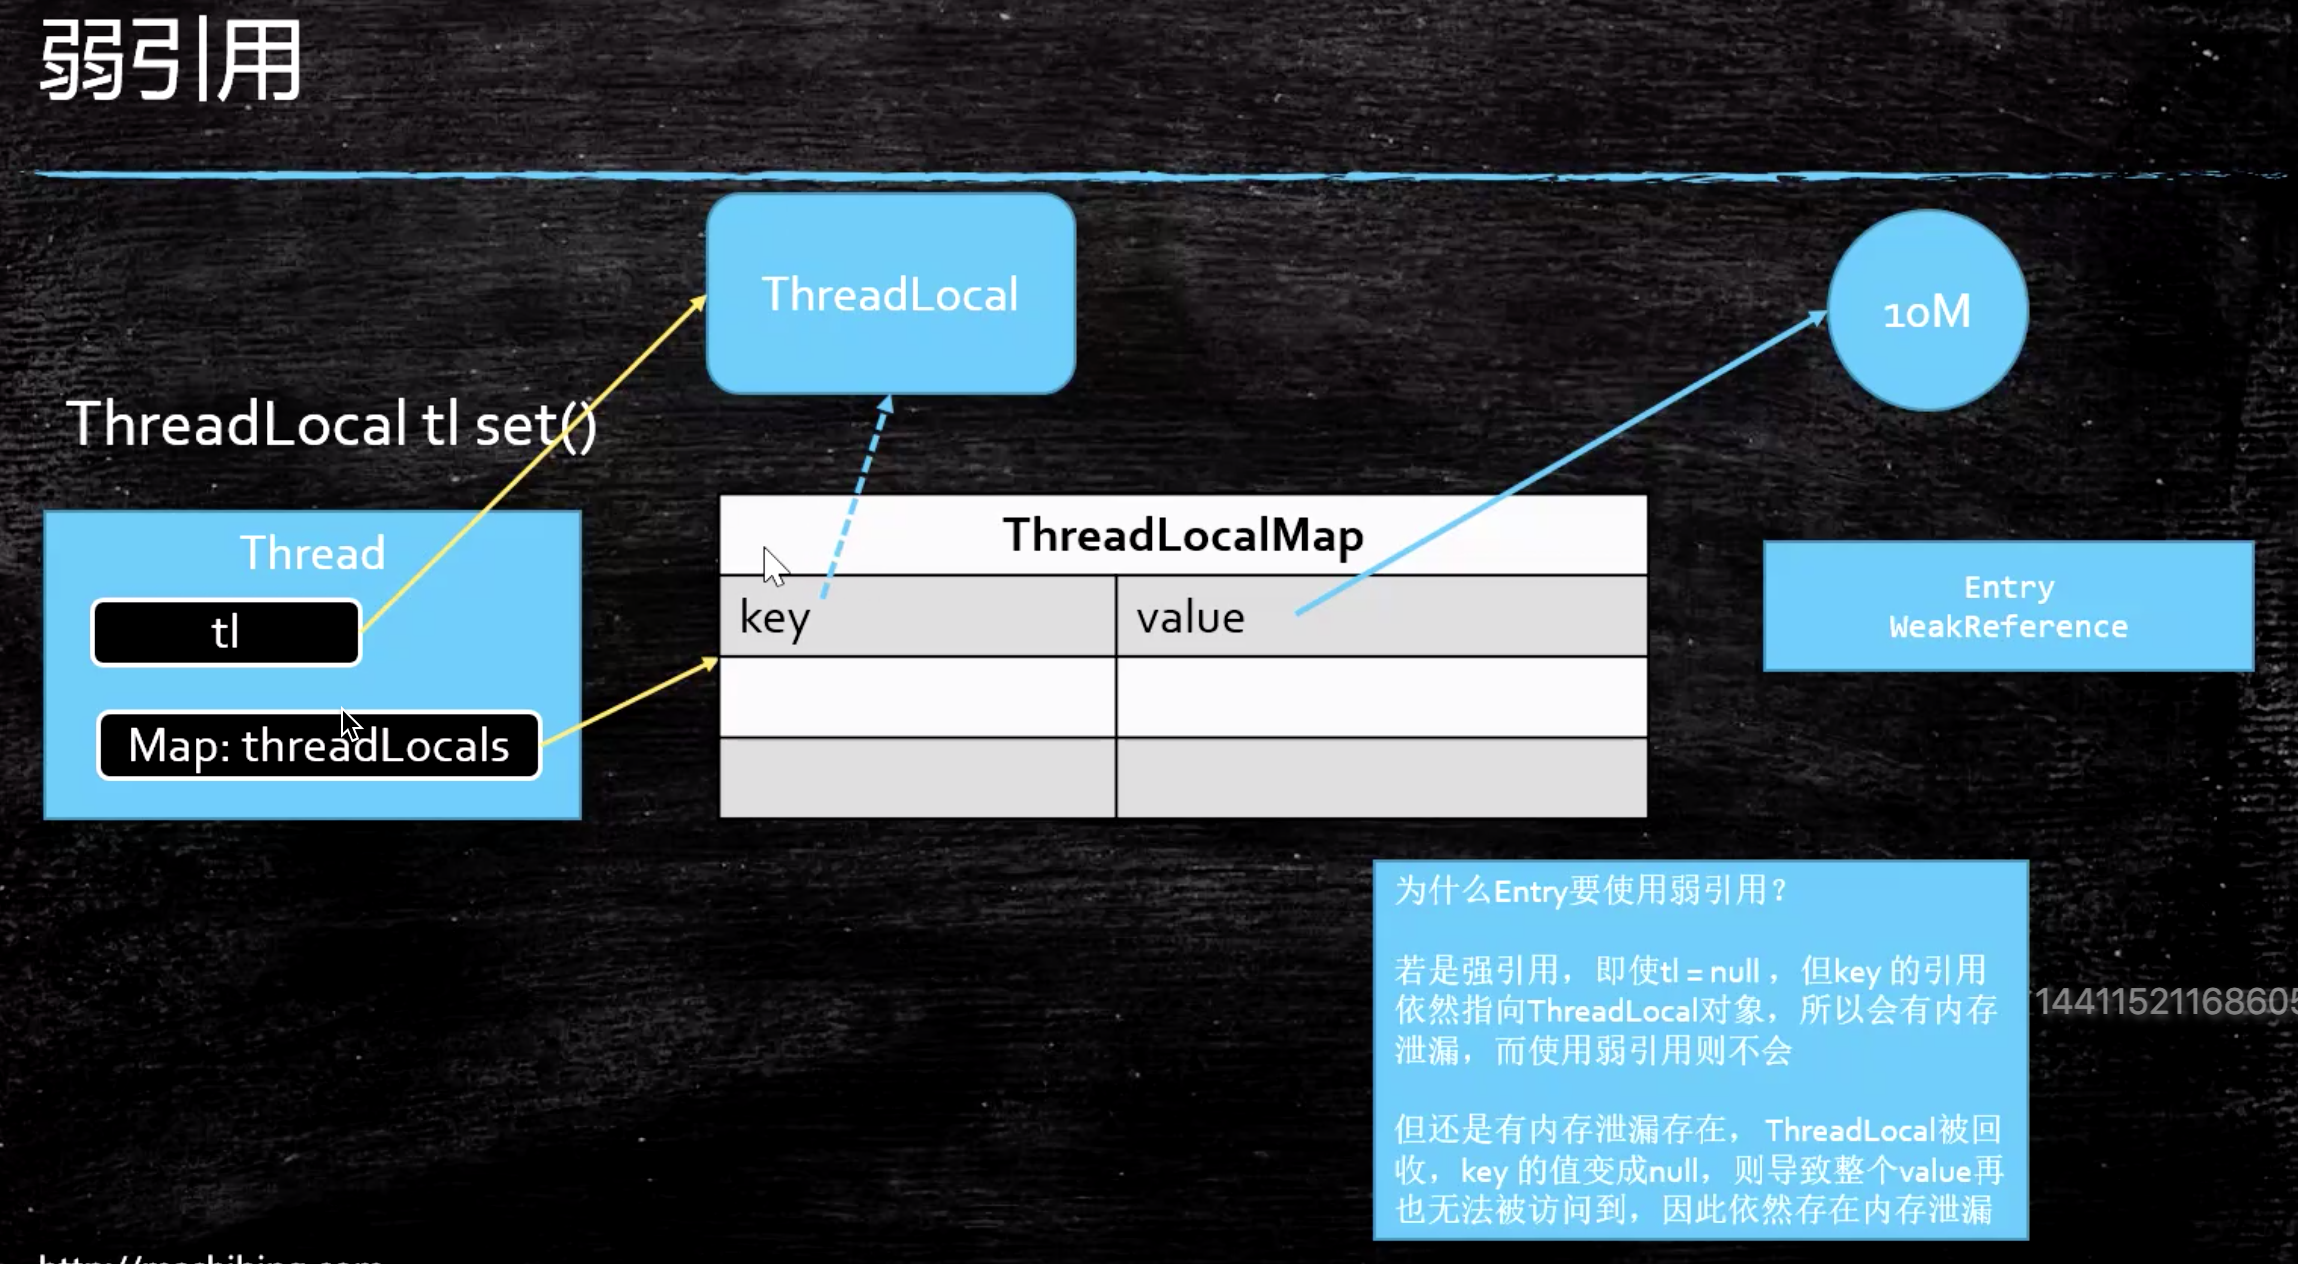 弱引用
ThreadLocal
10M
ThreadLocal tl set()
Thread
tl
Map: threadLocals
ThreadLocalMap
key
value
Entry
WeakReference
为什么Entry要使用弱引用？
若是强引用，即使tl = null，但key 的引用
依然指向ThreadLocal对象，所以会有内存
泄漏，而使用弱引用则不会
但还是有内存泄漏存在，ThreadLocal被回
收，key 的值变成null，则导致整个value再
也无法被访问到，因此依然存在内存泄漏
1441152116860